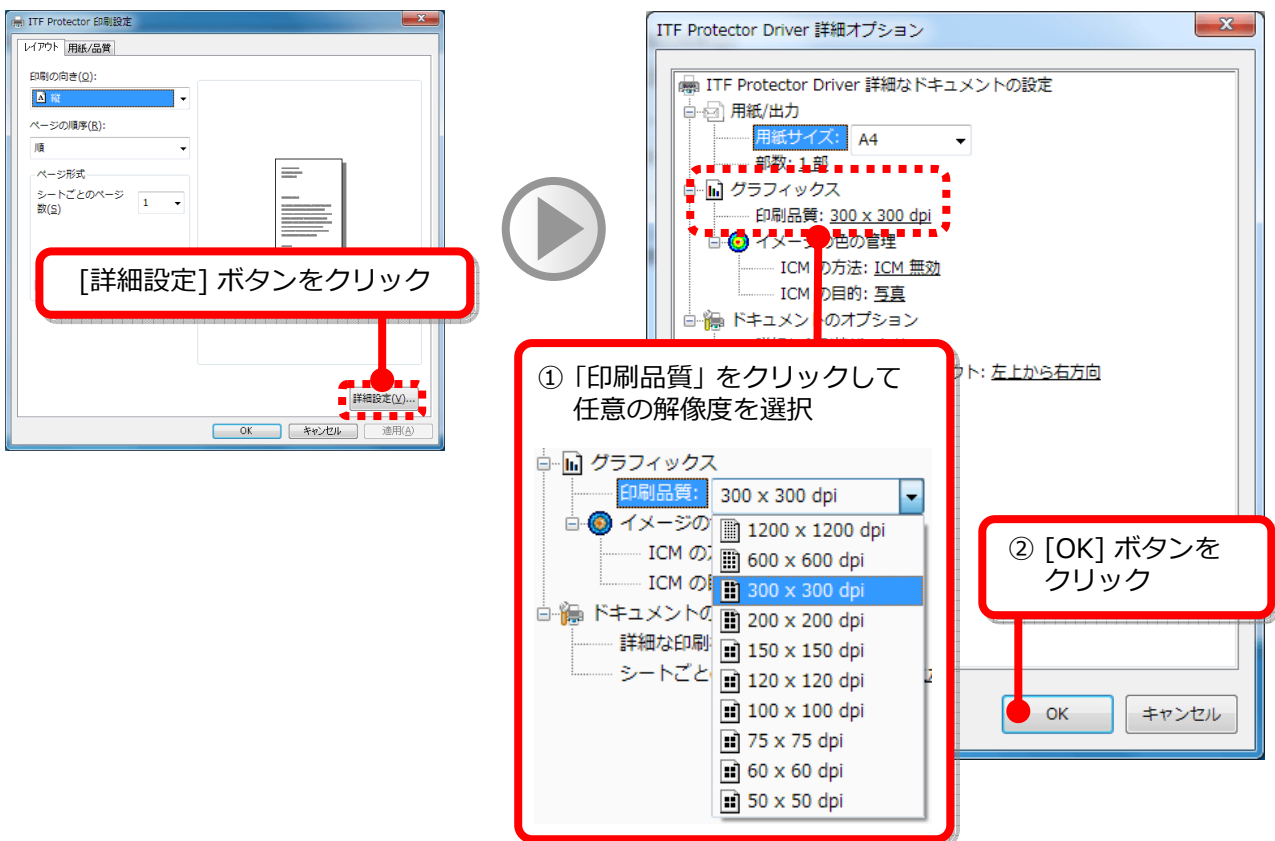 ITF Protector 印刷設定
レイアウト 用紙/品質
印刷の向き(O):
縦
ページの順序(R):
順
ページ形式
シートごとのページ
数(S)
1
[詳細設定] ボタンをクリック
詳細設定(V)...
OK キャンセル 適用(A)
ITF Protector Driver 詳細オプション
ITF Protector Driver 詳細なドキュメントの設定
用紙/出力
用紙サイズ: A4
部数: 1 部
グラフィックス
印刷品質: 300 x 300 dpi
イメージの色の管理
ICM の方法: ICM 無効
ICM の目的: 写真
ドキュメントのオプション
ウト: 左上から右方向
① 「印刷品質」 をクリックして
任意の解像度を選択
グラフィックス
印刷品質: 300 x 300 dpi
イメージの
1200 x 1200 dpi
ICM の
600 x 600 dpi
ICM の
300 x 300 dpi
ドキュメントの
200 x 200 dpi
詳細な印刷
150 x 150 dpi
シートごと
120 x 120 dpi
100 x 100 dpi
75 x 75 dpi
60 x 60 dpi
50 x 50 dpi
② [OK] ボタンを
クリック
OK キャンセル